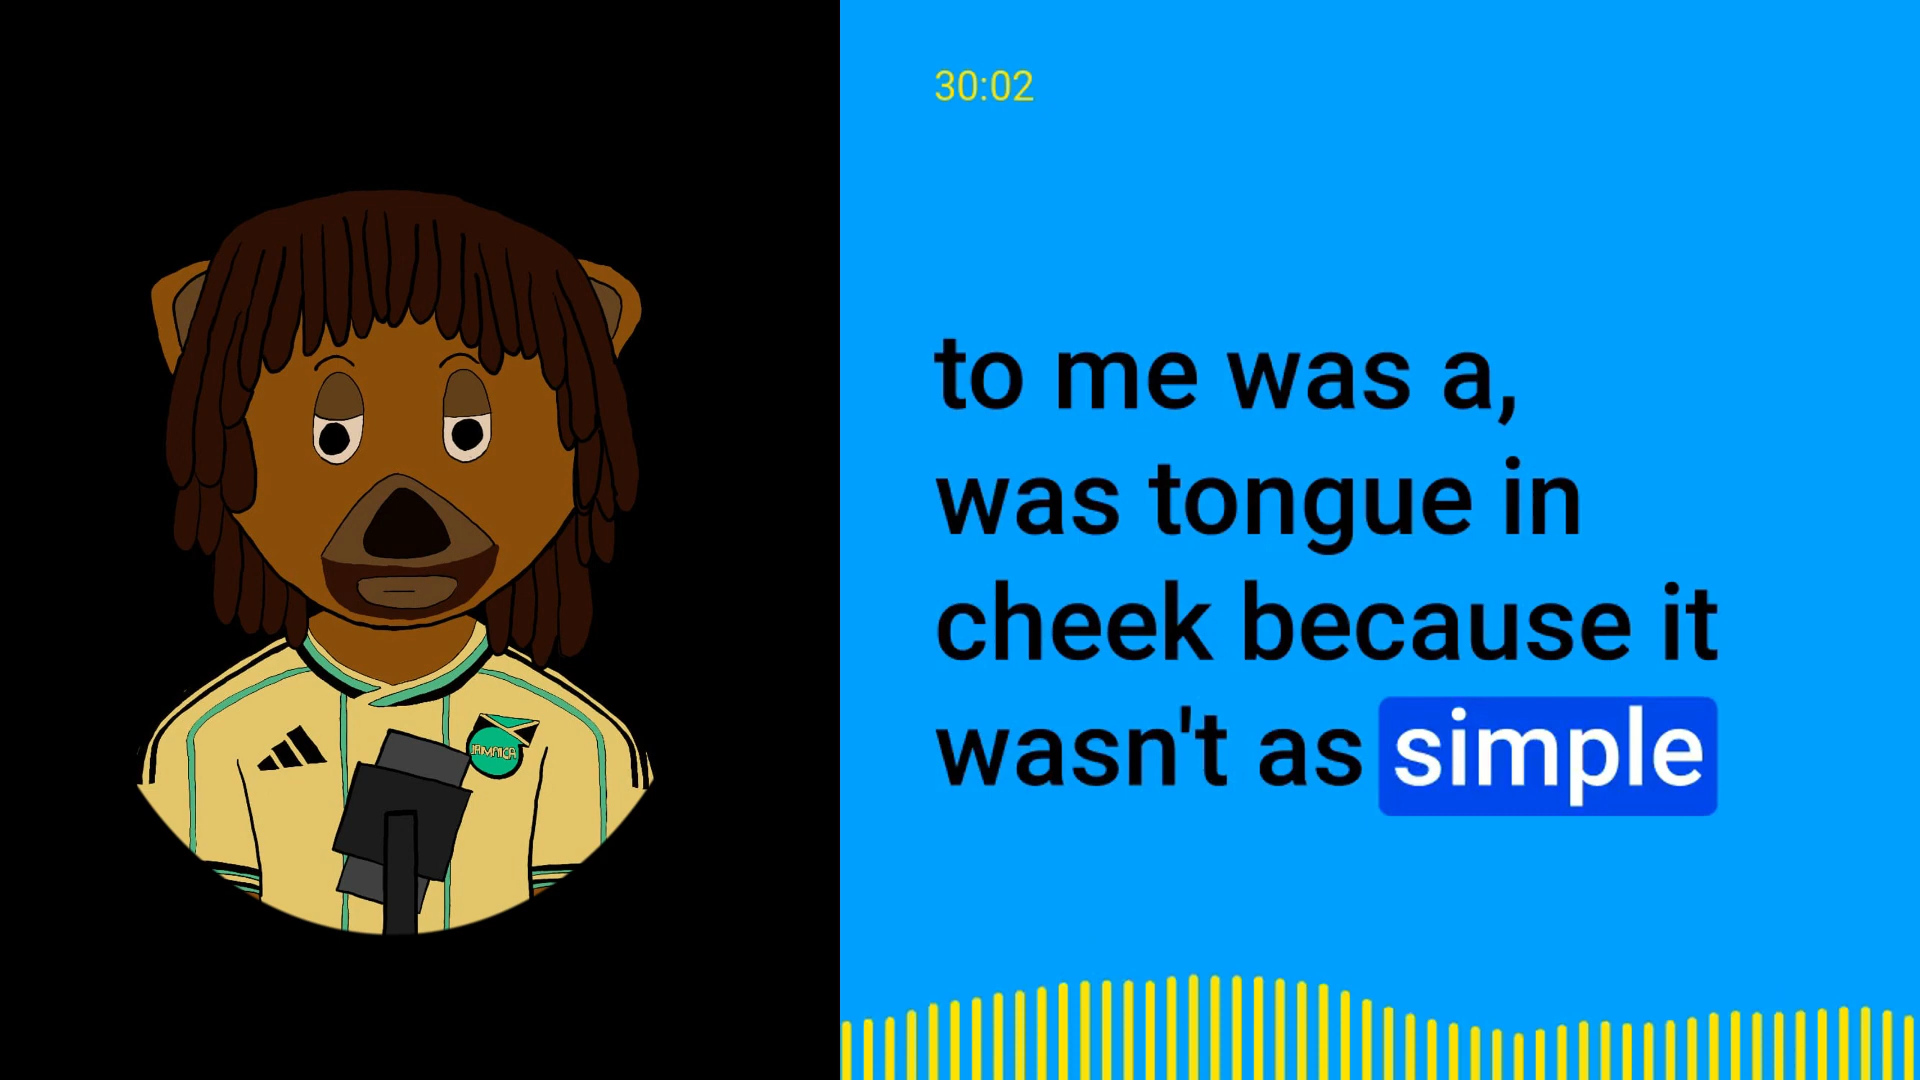 30:02
to me was a,
was tongue in
cheek because it
wasn't as simple
JAMAICA